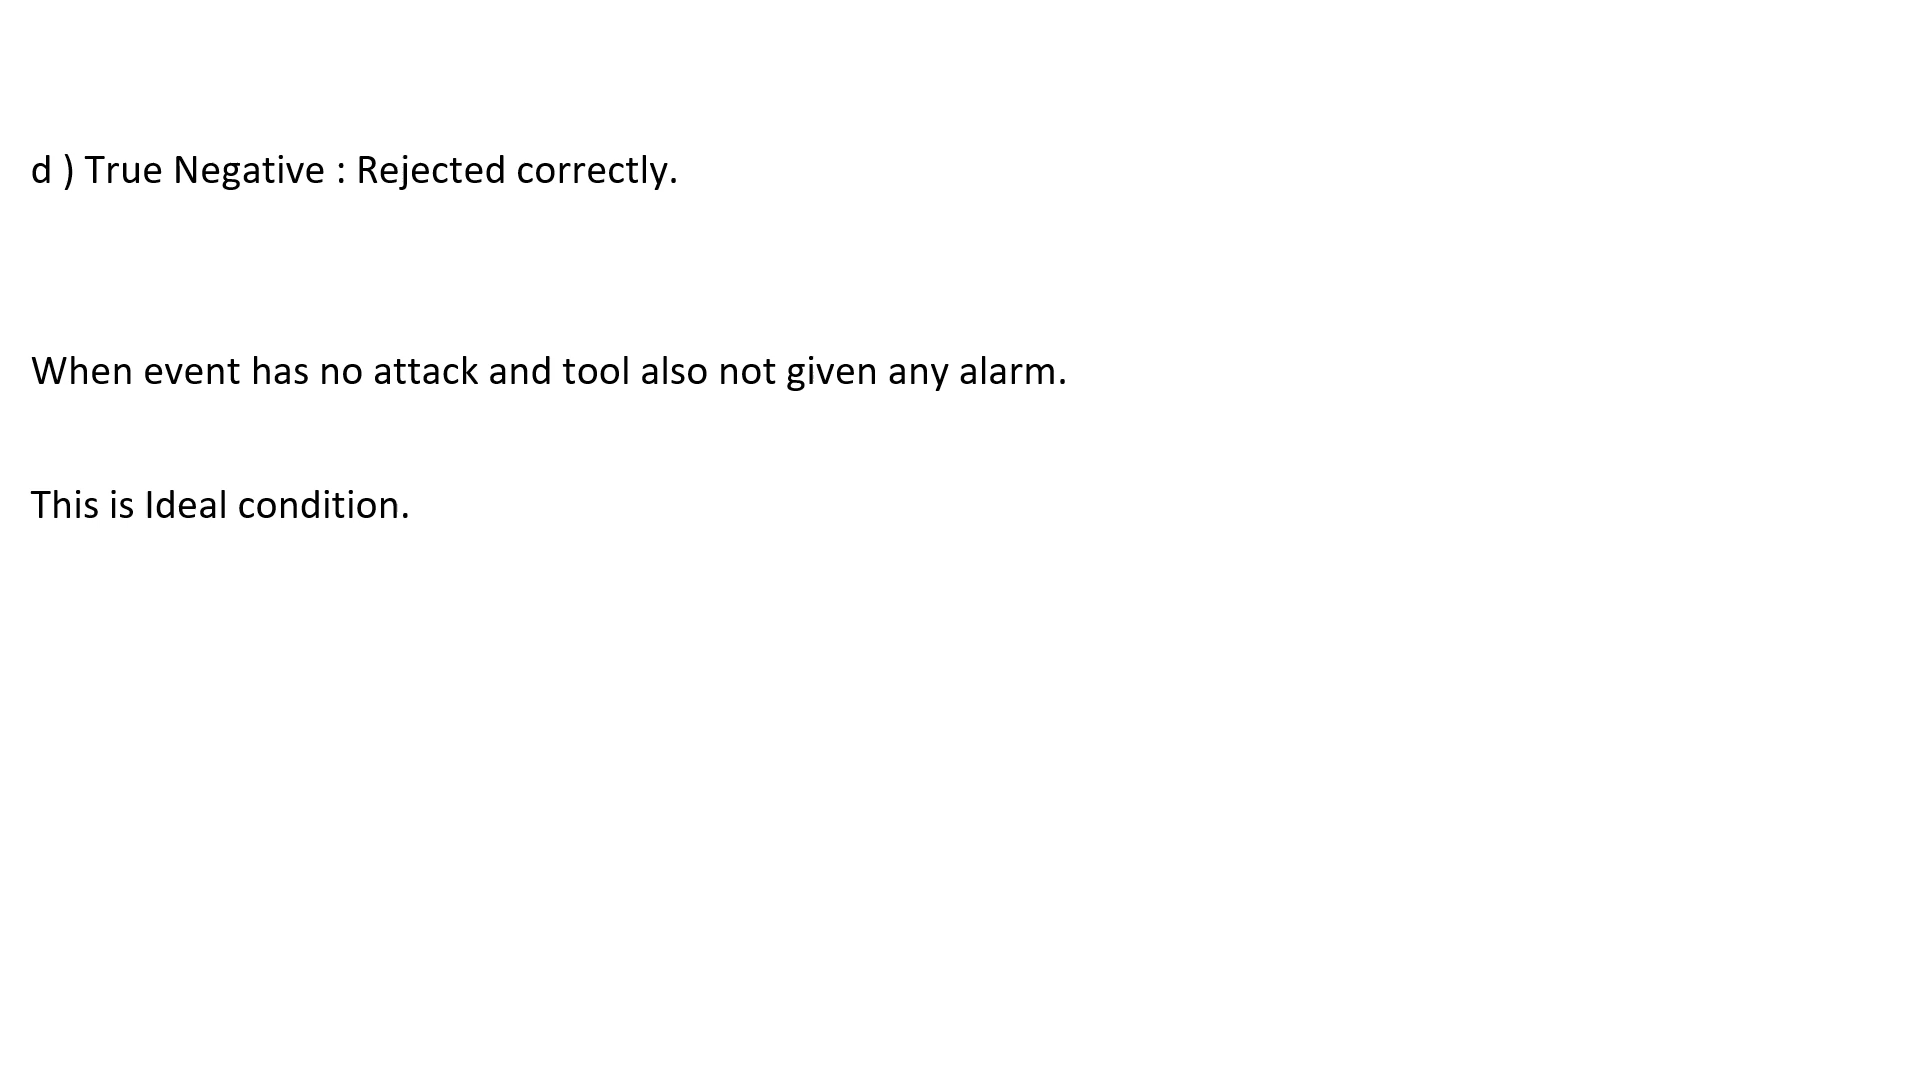 d ) True Negative : Rejected correctly.
When event has no attack and tool also not given any alarm.
This is Ideal condition.